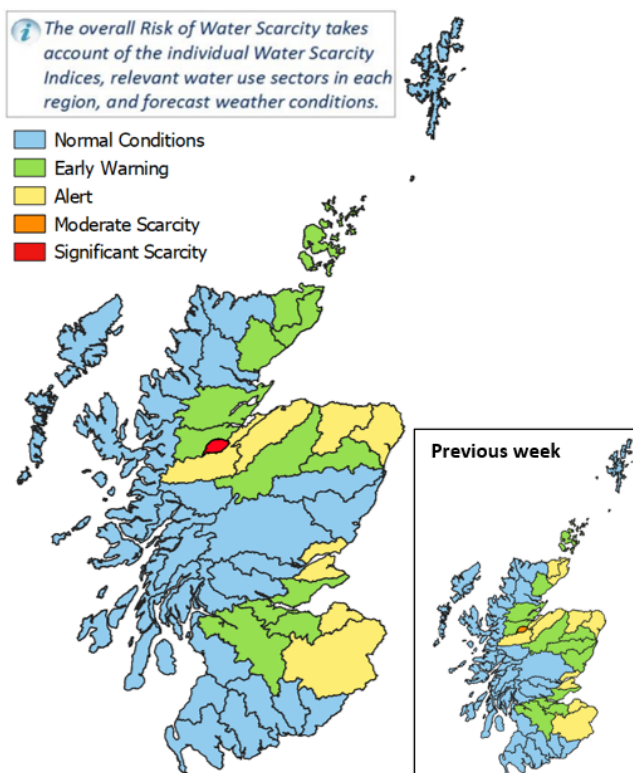 i The overall Risk of Water Scarcity takes
account of the individual Water Scarcity
Indices, relevant water use sectors in each
region, and forecast weather conditions.
Normal Conditions
Early Warning
Alert
Moderate Scarcity
Significant Scarcity
Previous week